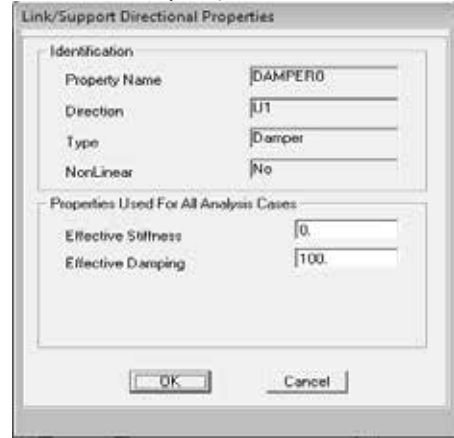 Link/Support Directional Properties
Identification
Property Name DAMPER0
Direction U1
Type Damper
NonLinear No
Properties Used For All Analysis Cases
Effective Stiffness 0.
Effective Damping 100.
OK Cancel